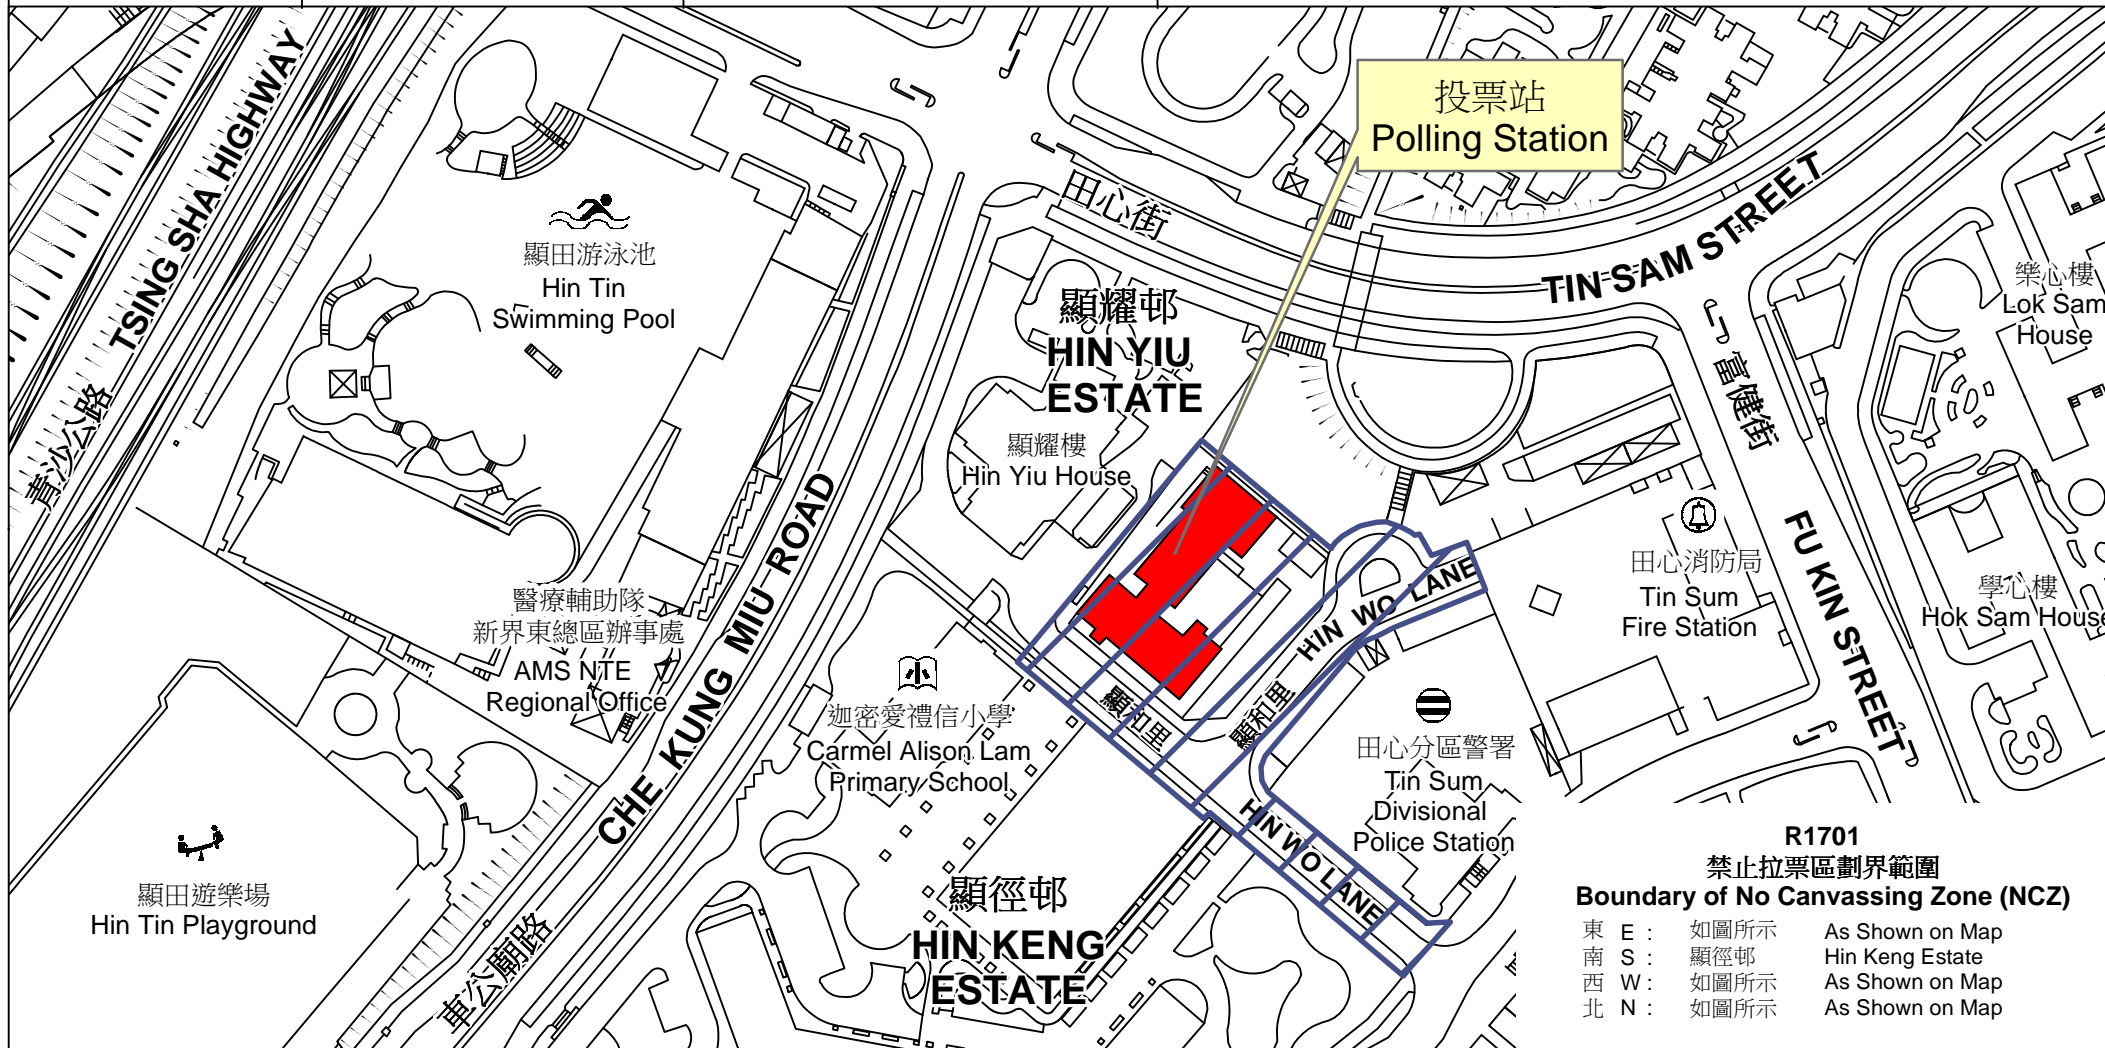 投票站
Polling Station
TSING SHA HIGHWAY
青沙公路
田心街
TIN SAM STREET
顯田游泳池
Hin Tin
Swimming Pool
顯耀邨
HIN YIU
ESTATE
顯耀樓
Hin Yiu House
樂心樓
Lok Sam
House
富健街
FU KIN STREET
田心消防局
Tin Sum
Fire Station
學心樓
Hok Sam House
醫療輔助隊
新界東總區辦事處
AMS NTE
Regional Office
CHE KUNG MIU ROAD
車公廟路
小
迦密愛禮信小學
Carmel Alison Lam
Primary School
HIN WO LANE
顯和里
顯和里
HIN WO LANE
田心分區警署
Tin Sum
Divisional
Police Station
顯田遊樂場
Hin Tin Playground
顯徑邨
HIN KENG
ESTATE
R1701
禁止拉票區劃界範圍
Boundary of No Canvassing Zone (NCZ)
東 E : 如圖所示 As Shown on Map
南 S : 顯徑邨 Hin Keng Estate
西 W : 如圖所示 As Shown on Map
北 N : 如圖所示 As Shown on Map